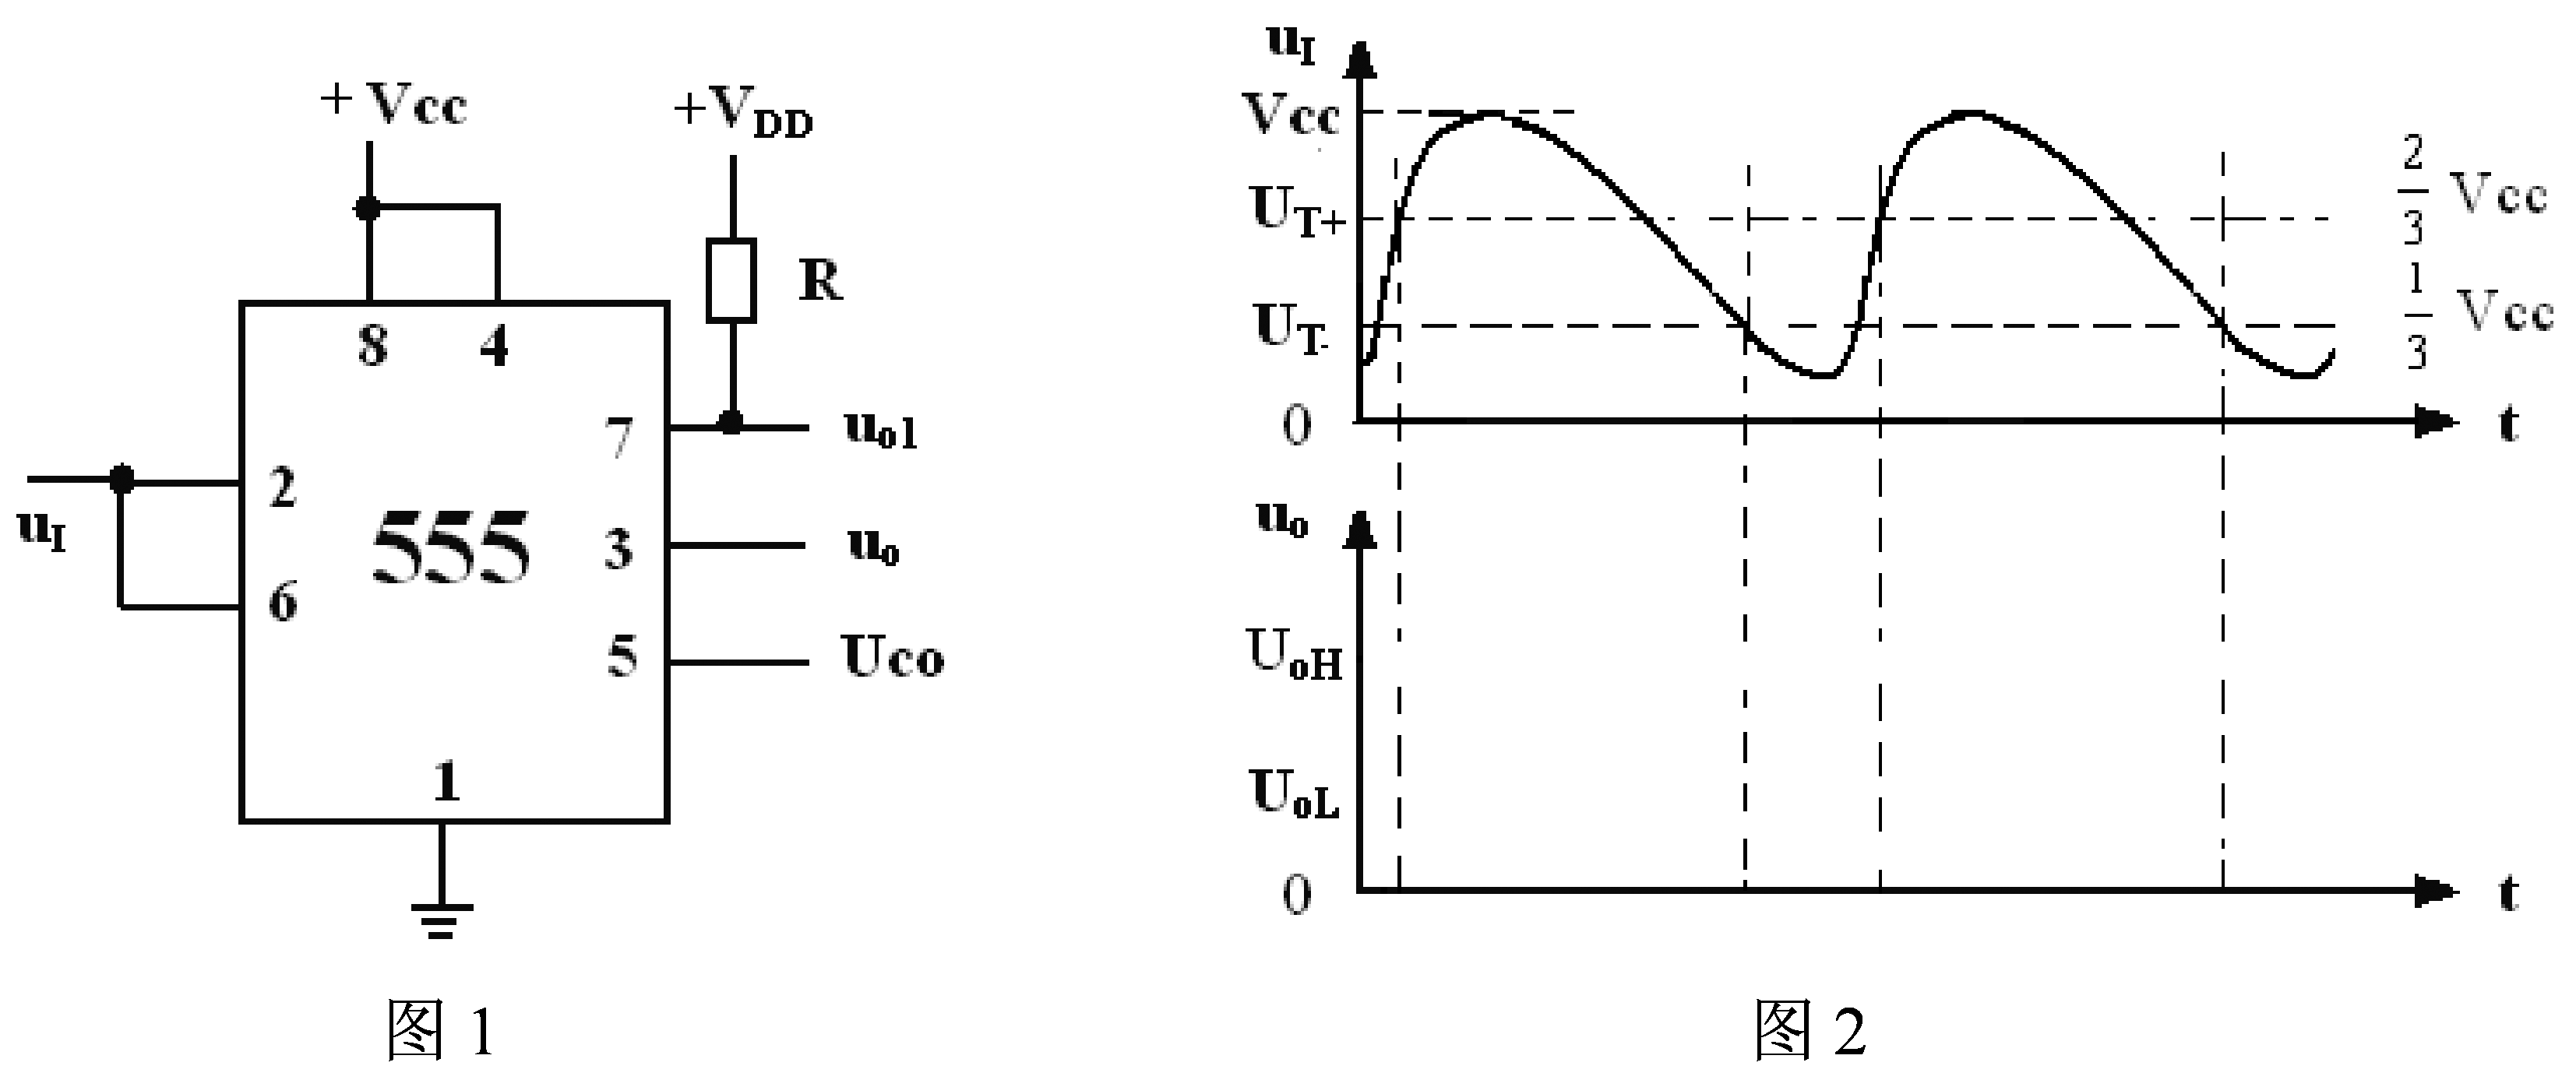 +Vcc
+V_DD
R
8
4
7
u_o1
2
555
3
u_o
u_I
6
5
Uco
1
图 1
u_I
Vcc
U_T+
U_T-
0
t
2/3 Vcc
1/3 Vcc
u_o
U_oH
U_oL
0
t
图 2